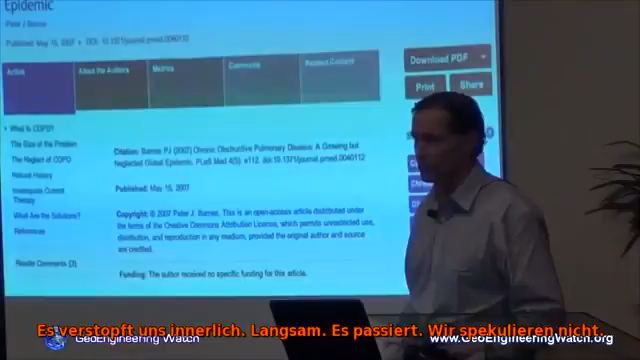 Epidemic
Peter J Barnes
Published: May 15, 2007 • DOI: 10.1371/journal.pmed.0040112
Download PDF
Article
About the Authors
Metrics
Comments
Related Content
Print
Share
What Is COPD?
The Size of the Problem
The Neglect of COPD
Natural History
Inadequate Current
Therapy
What Are the Solutions?
References
Reader Comments (2)
Citation: Barnes PJ (2007) Chronic Obstructive Pulmonary Disease: A Growing but
Neglected Global Epidemic. PLoS Med 4(5): e112. doi:10.1371/journal.pmed.0040112
Published: May 15, 2007
Copyright: © 2007 Peter J. Barnes. This is an open-access article distributed under
the terms of the Creative Commons Attribution License, which permits unrestricted use,
distribution, and reproduction in any medium, provided the original author and source
are credited.
Funding: The author received no specific funding for this article.
Es verstopft uns innerlich. Langsam. Es passiert. Wir spekulieren nicht.
GeoEngineering Watch
www.GeoEngineeringWatch.org